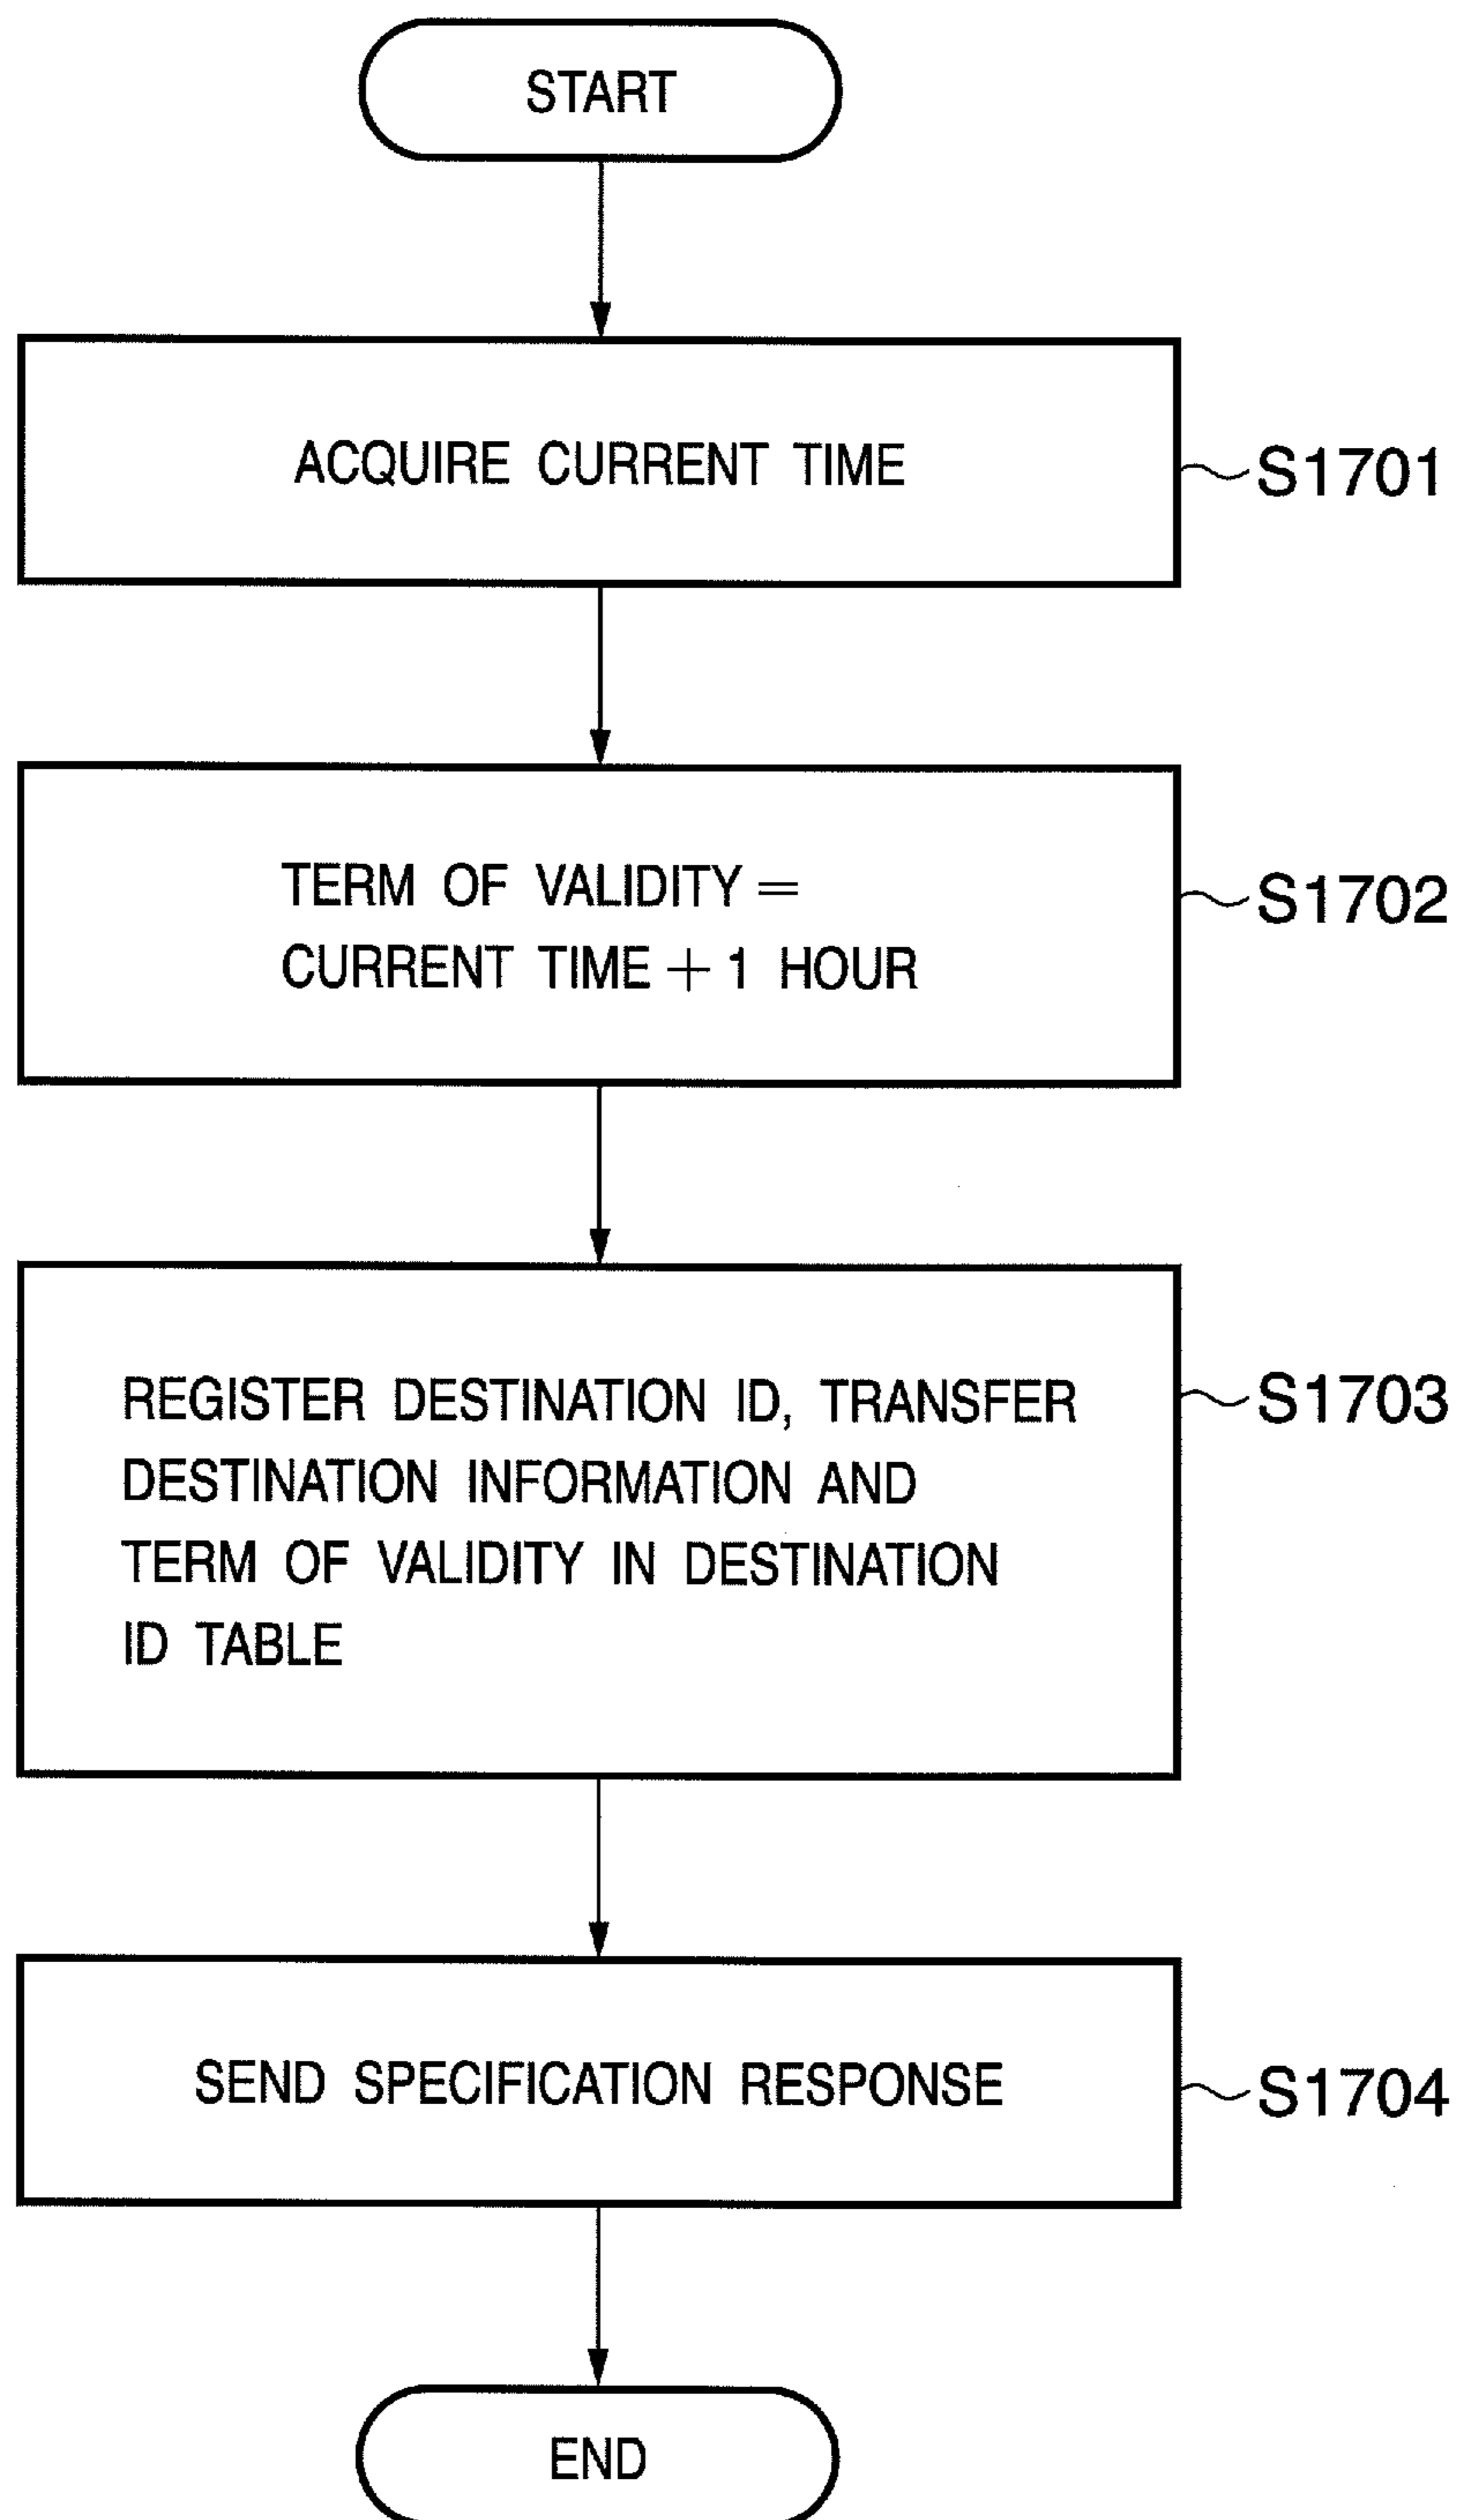 START
ACQUIRE CURRENT TIME
S1701
TERM OF VALIDITY =
CURRENT TIME + 1 HOUR
S1702
REGISTER DESTINATION ID, TRANSFER
DESTINATION INFORMATION AND
TERM OF VALIDITY IN DESTINATION
ID TABLE
S1703
SEND SPECIFICATION RESPONSE
S1704
END